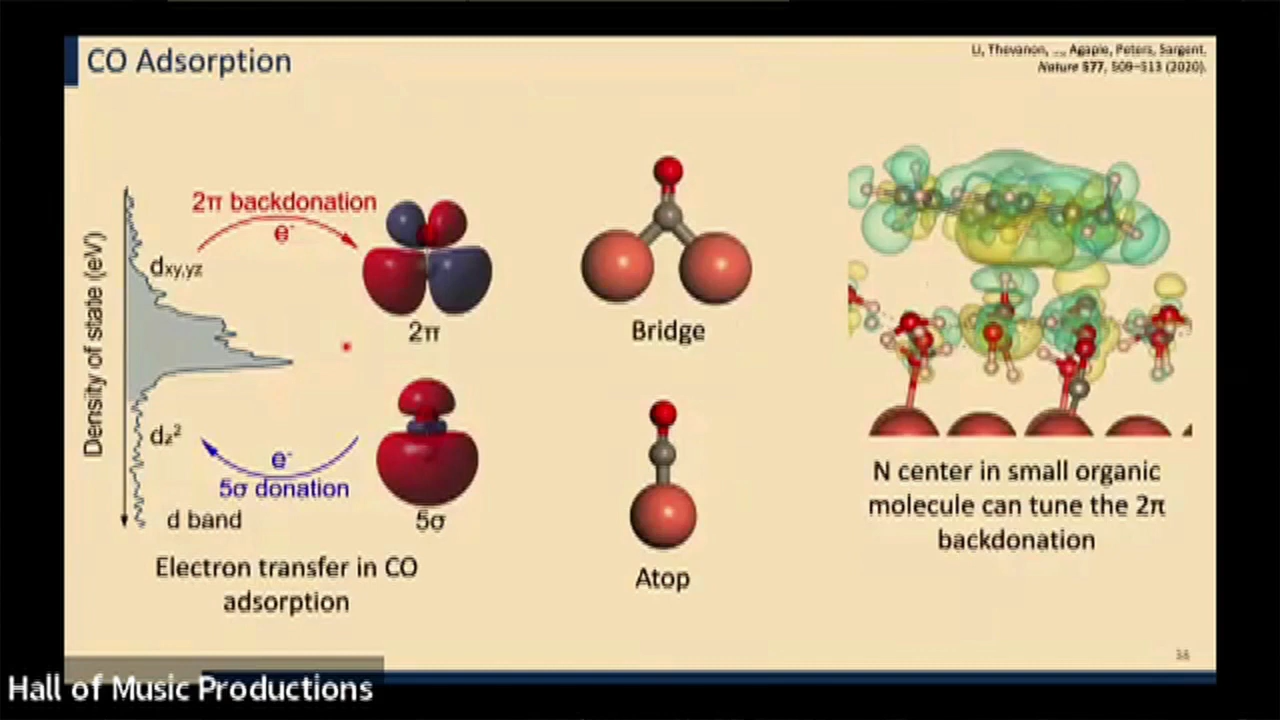 CO Adsorption
Li, Thevenon, ..., Agapie, Peters, Sargent.
Nature 577, 509–513 (2020).
Density of state (eV)
2π backdonation
e-
dxy,yz
2π
dz²
e-
5σ donation
5σ
d band
Electron transfer in CO
adsorption
Bridge
Atop
N center in small organic
molecule can tune the 2π
backdonation
38
Hall of Music Productions